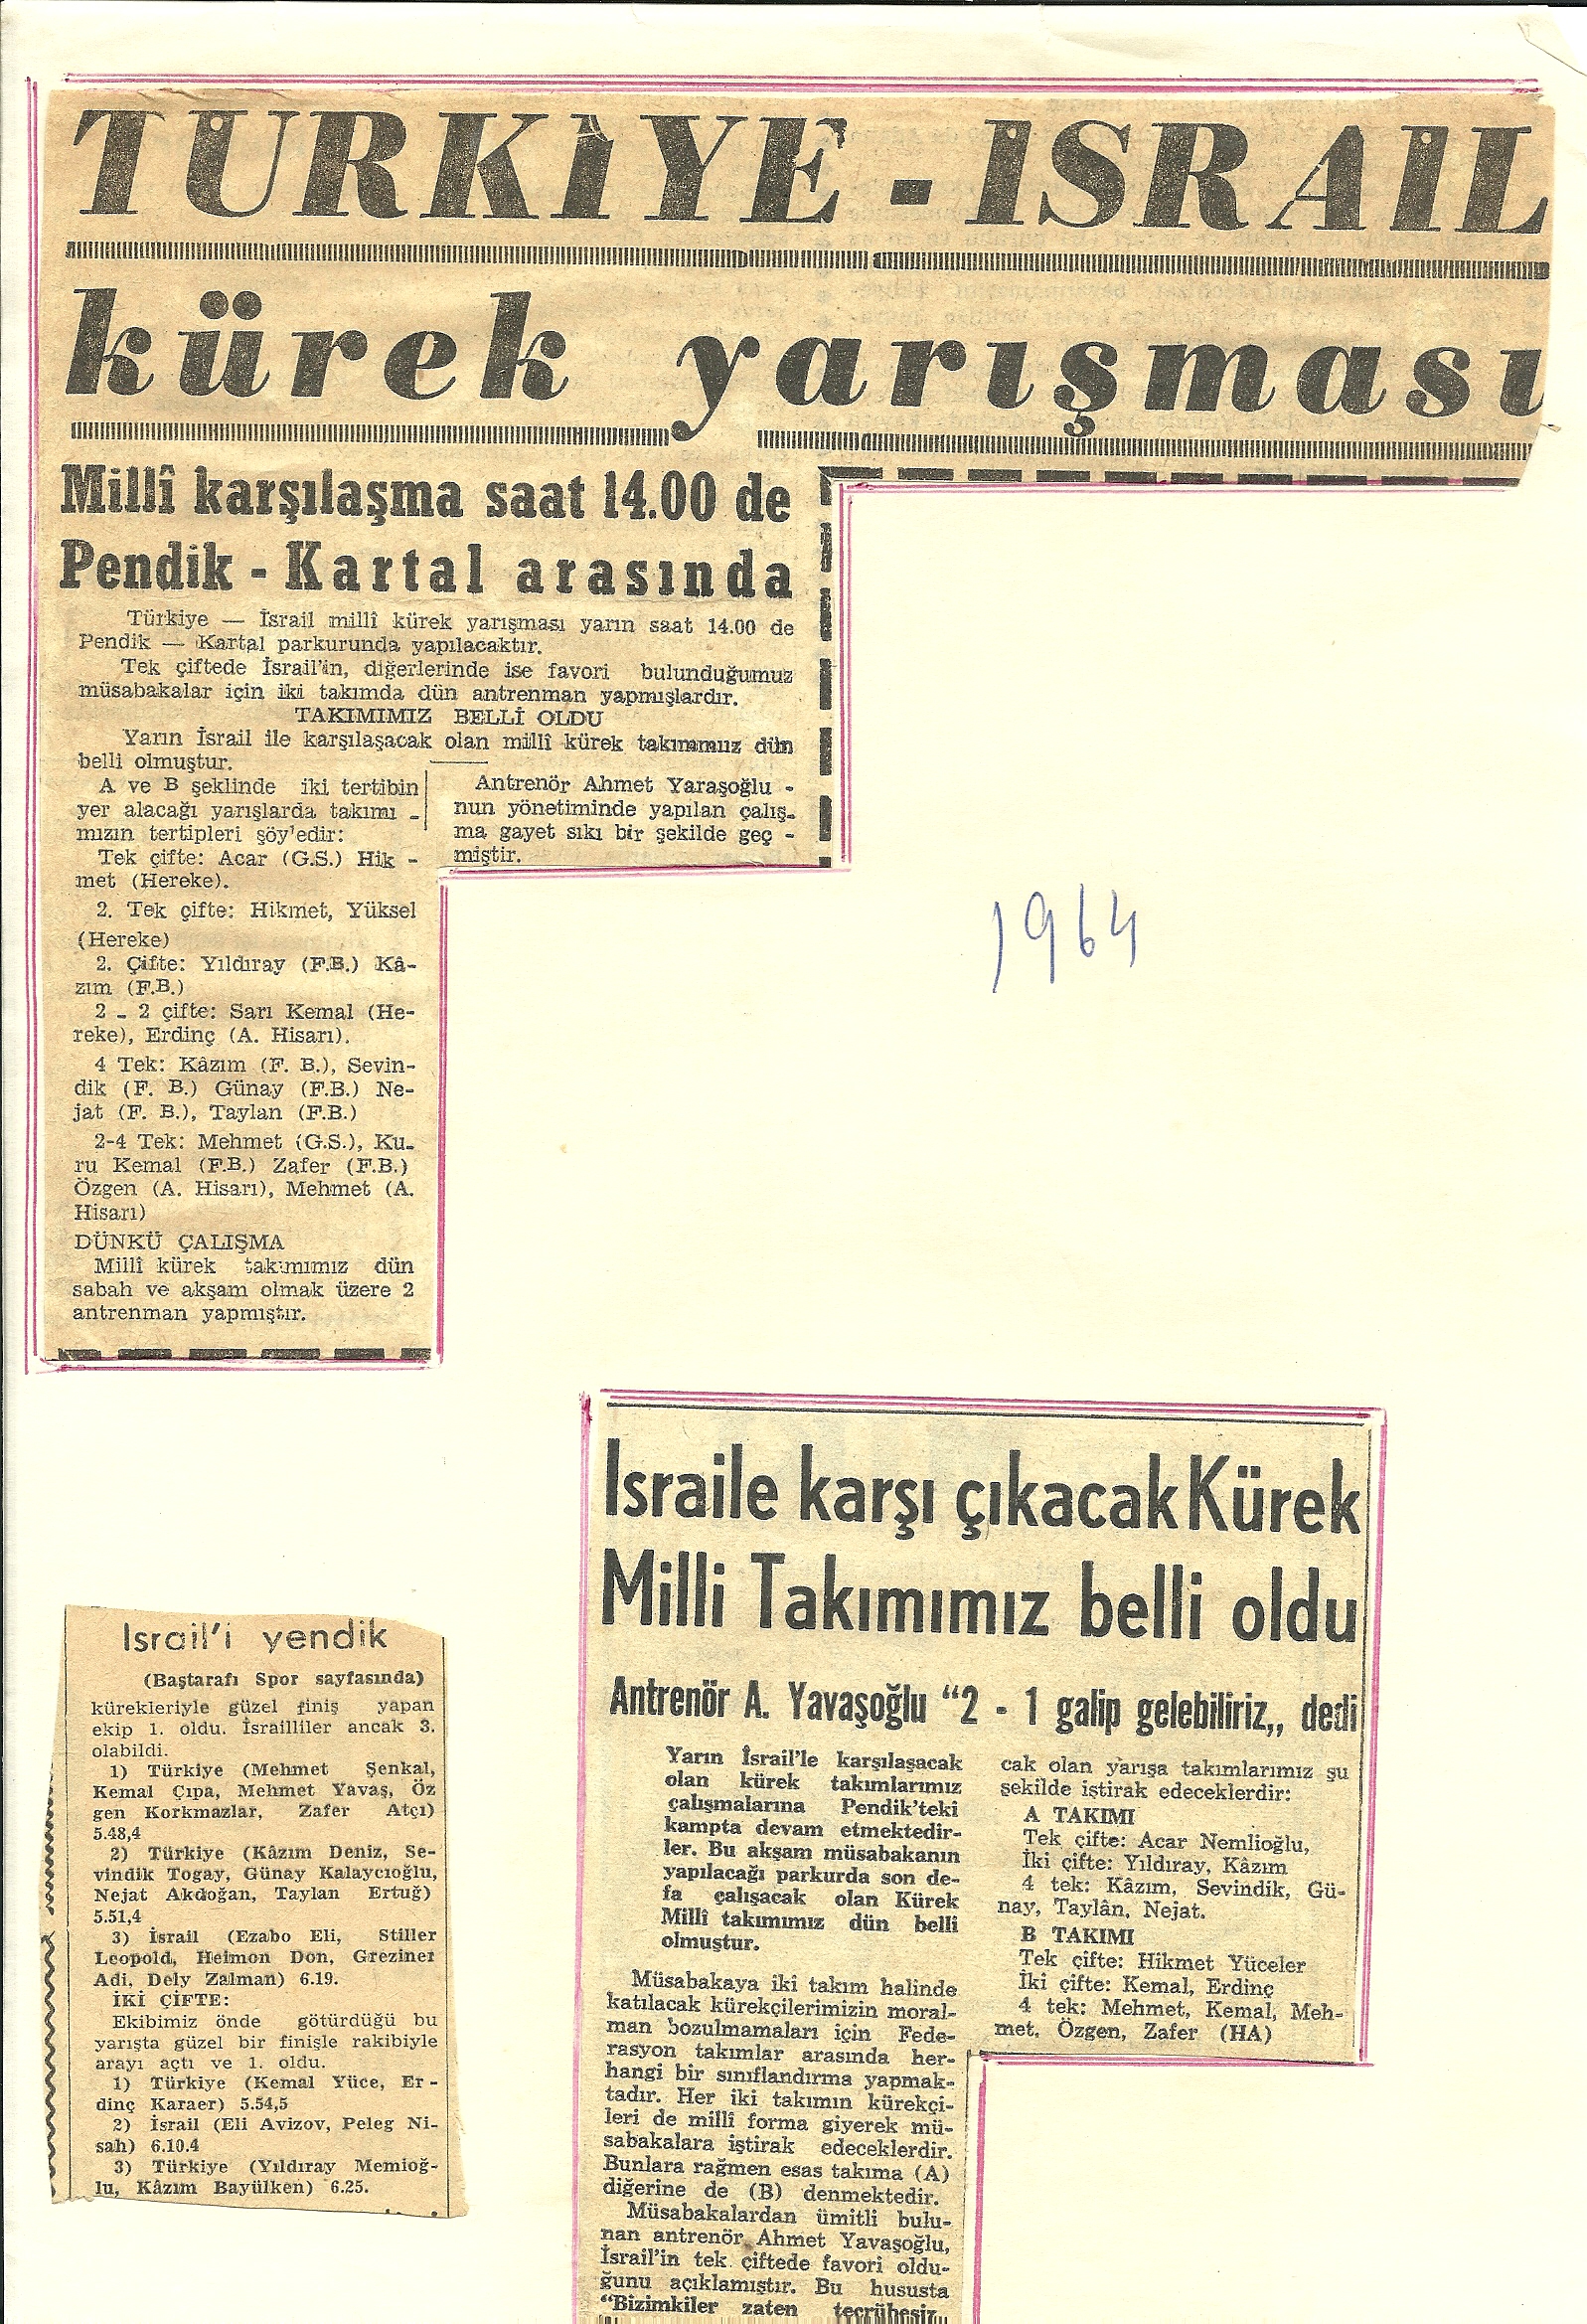 TÜRKİYE - İSRAİL
kürek yarışması
Millî karşılaşma saat 14.00 de
Pendik - Kartal arasında
Türkiye — İsrail millî kürek yarışması yarın saat 14.00 de
Pendik — Kartal parkurunda yapılacaktır.
Tek çiftede İsrail'in, diğerlerinde ise favori bulunduğumuz
müsabakalar için iki takımda dün antrenman yapmışlardır.
TAKIMIMIZ BELLİ OLDU
Yarın İsrail ile karşılaşacak olan millî kürek takımımız dün
belli olmuştur.
A ve B şeklinde iki tertibin
yer alacağı yarışlarda takımı -
mızın tertipleri şöy'edir:
Tek çifte: Acar (G.S.) Hik -
met (Hereke).
2. Tek çifte: Hikmet, Yüksel
(Hereke)
2. Çifte: Yıldıray (F.B.) Kâ-
zım (F.B.)
2 - 2 çifte: Sarı Kemal (He-
reke), Erdinç (A. Hisarı).
4 Tek: Kâzım (F. B.), Sevin-
dik (F. B.) Günay (F.B.) Ne-
jat (F. B.), Taylan (F.B.)
2-4 Tek: Mehmet (G.S.), Ku-
ru Kemal (F.B.) Zafer (F.B.)
Özgen (A. Hisarı), Mehmet (A.
Hisarı)
DÜNKÜ ÇALIŞMA
Millî kürek takımımız dün
sabah ve akşam olmak üzere 2
antrenman yapmıştır.
Antrenör Ahmet Yaraşoğlu -
nun yönetiminde yapılan çalış-
ma gayet sıkı bir şekilde geç -
miştir.
1964
Israil'i yendik
(Baştarafı Spor sayfasında)
kürekleriyle güzel finiş yapan
ekip 1. oldu. İsrailliler ancak 3.
olabildi.
1) Türkiye (Mehmet Şenkal,
Kemal Çıpa, Mehmet Yavaş, Öz
gen Korkmazlar, Zafer Atçı)
5.48,4
2) Türkiye (Kâzım Deniz, Se-
vindik Togay, Günay Kalaycıoğlu,
Nejat Akdoğan, Taylan Ertuğ)
5.51,4
3) İsrail (Ezabo Eli, Stiller
Leopold, Heimon Don, Greziner
Adi, Dely Zalman) 6.19.
İKİ ÇİFTE:
Ekibimiz önde götürdüğü bu
yarışta güzel bir finişle rakibiyle
arayı açtı ve 1. oldu.
1) Türkiye (Kemal Yüce, Er -
dinç Karaer) 5.54,5
2) İsrail (Eli Avizov, Peleg Ni-
sah) 6.10.4
3) Türkiye (Yıldıray Memioğ-
lu, Kâzım Bayülken) 6.25.
Israile karşı çıkacak Kürek
Milli Takımımız belli oldu
Antrenör A. Yavaşoğlu “2 - 1 galip gelebiliriz„ dedi
Yarın İsrail'le karşılaşacak
olan kürek takımlarımız
çalışmalarına Pendik'teki
kampta devam etmektedir-
ler. Bu akşam müsabakanın
yapılacağı parkurda son de-
fa çalışacak olan Kürek
Millî takımımız dün belli
olmuştur.
Müsabakaya iki takım halinde
katılacak kürekçilerimizin moral-
man bozulmamaları için Fede-
rasyon takımlar arasında her-
hangi bir sınıflandırma yapmak-
tadır. Her iki takımın kürekçi-
leri de millî forma giyerek mü-
sabakalara iştirak edeceklerdir.
Bunlara rağmen esas takıma (A)
diğerine de (B) denmektedir.
Müsabakalardan ümitli bulu-
nan antrenör Ahmet Yavaşoğlu,
İsrail'in tek çiftede favori oldu-
ğunu açıklamıştır. Bu hususta
“Bizimkiler zaten tecrübesiz,
cak olan yarışa takımlarımız şu
şekilde iştirak edeceklerdir:
A TAKIMI
Tek çifte: Acar Nemlioğlu,
İki çifte: Yıldıray, Kâzım
4 tek: Kâzım, Sevindik, Gü-
nay, Taylân, Nejat.
B TAKIMI
Tek çifte: Hikmet Yüceler
İki çifte: Kemal, Erdinç
4 tek: Mehmet, Kemal, Meh-
met, Özgen, Zafer (HA)